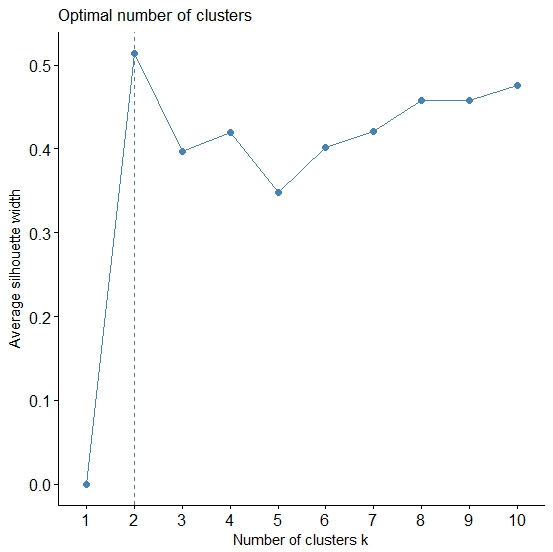 Optimal number of clusters
0.5
0.4
0.3
0.2
0.1
0.0
Average silhouette width
1 2 3 4 5 6 7 8 9 10
Number of clusters k